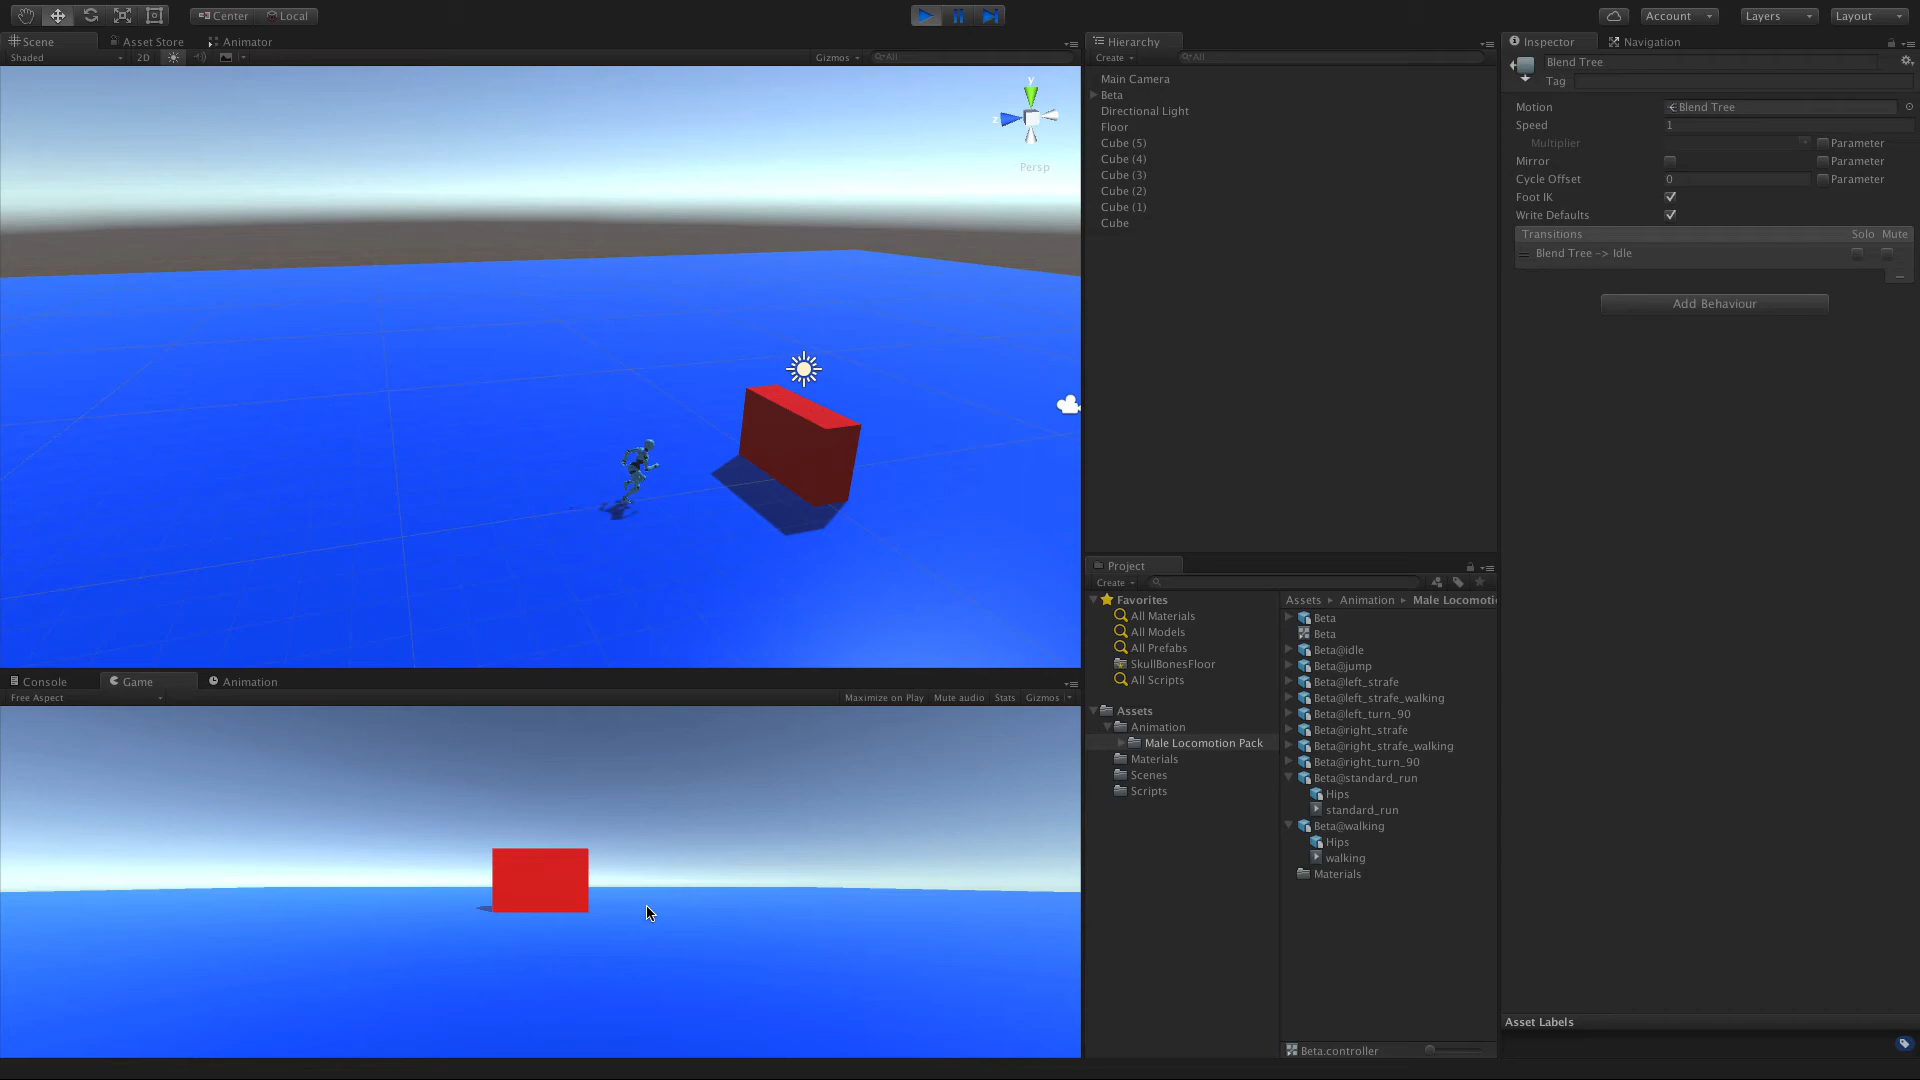 Center Local
Account Layers Layout
Scene Asset Store Animator
Shaded 2D Gizmos All
y
z
Persp
Hierarchy
Create All
Main Camera
Beta
Directional Light
Floor
Cube (5)
Cube (4)
Cube (3)
Cube (2)
Cube (1)
Cube
Inspector Navigation
Blend Tree
Tag
Motion Blend Tree
Speed 1
Multiplier Parameter
Mirror Parameter
Cycle Offset 0 Parameter
Foot IK
Write Defaults
Transitions Solo Mute
Blend Tree -> Idle
Add Behaviour
Project
Create
Favorites
All Materials
All Models
All Prefabs
SkullBonesFloor
All Scripts
Assets
Animation
Male Locomotion Pack
Materials
Scenes
Scripts
Assets Animation Male Locomoti
Beta
Beta
Beta@idle
Beta@jump
Beta@left_strafe
Beta@left_strafe_walking
Beta@left_turn_90
Beta@right_strafe
Beta@right_strafe_walking
Beta@right_turn_90
Beta@standard_run
Hips
standard_run
Beta@walking
Hips
walking
Materials
Beta.controller
Console Game Animation
Free Aspect Maximize on Play Mute audio Stats Gizmos
Asset Labels